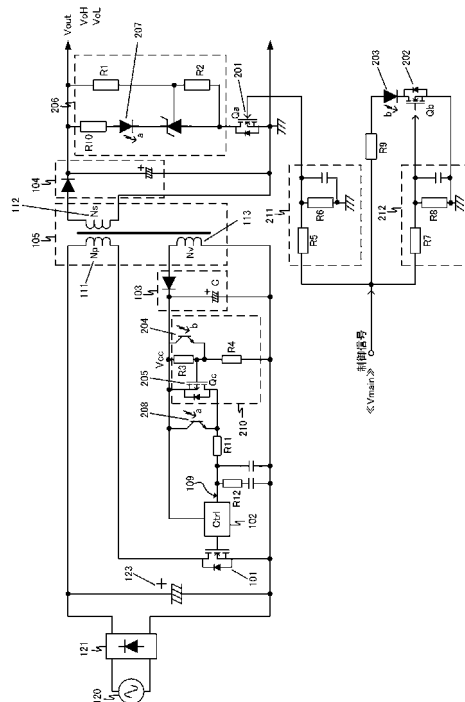 Vout
VoH
VoL
207
206
R1
R2
R10
a
201
Qa
104
112
Ns
105
111
Np
Nv
113
103
C
204
b
Vcc
R3
205
Qc
R4
208
a
210
R11
109
R12
Ctrl
102
101
123
+
121
120
203
202
b
Qb
R9
211
R5
R6
212
R7
R8
制御信号
≪Vmain≫